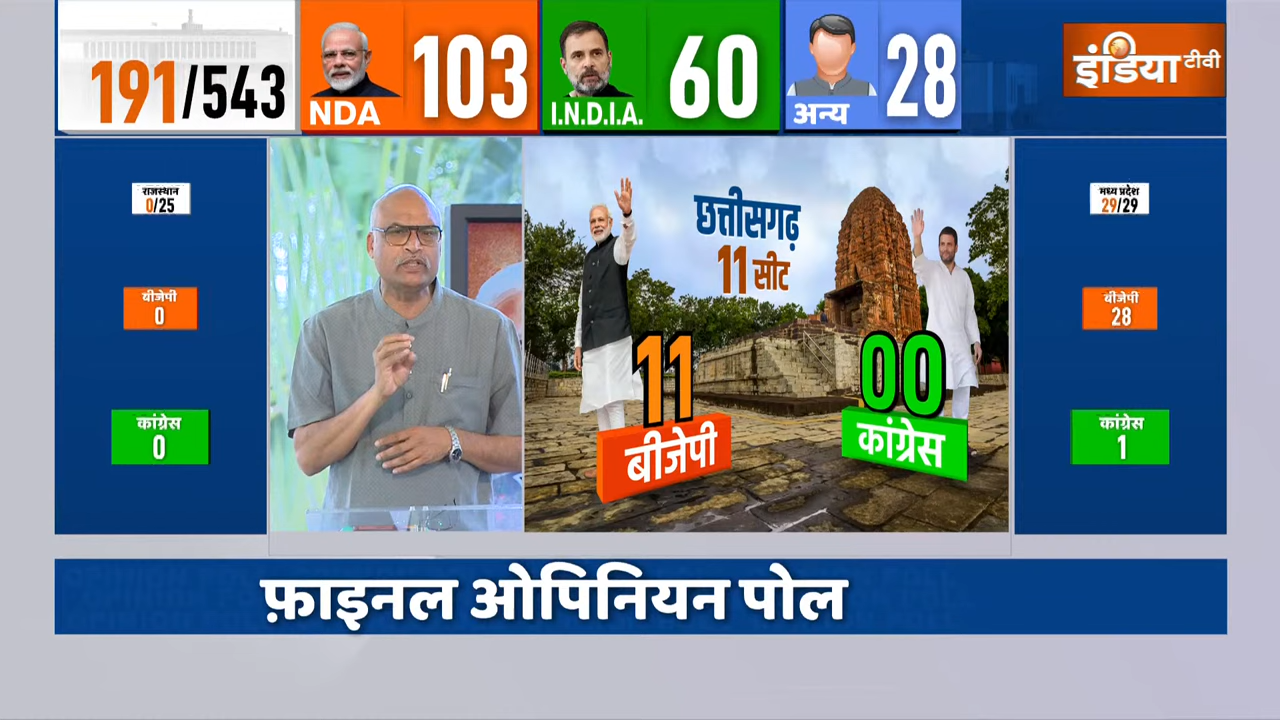 191/543
NDA
103
I.N.D.I.A.
60
अन्य
28
इंडिया टीवी
राजस्थान
0/25
बीजेपी
0
कांग्रेस
0
छत्तीसगढ़
11 सीट
11
बीजेपी
00
कांग्रेस
मध्य प्रदेश
29/29
बीजेपी
28
कांग्रेस
1
फ़ाइनल ओपिनियन पोल